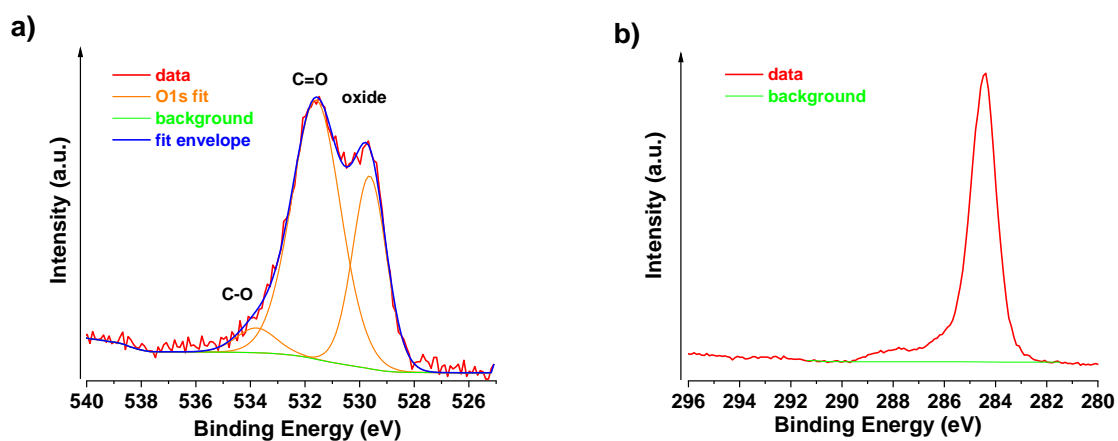 a)
data
O1s fit
background
fit envelope
C=O
oxide
C-O
Intensity (a.u.)
540 538 536 534 532 530 528 526
Binding Energy (eV)
b)
data
background
Intensity (a.u.)
296 294 292 290 288 286 284 282 280
Binding Energy (eV)